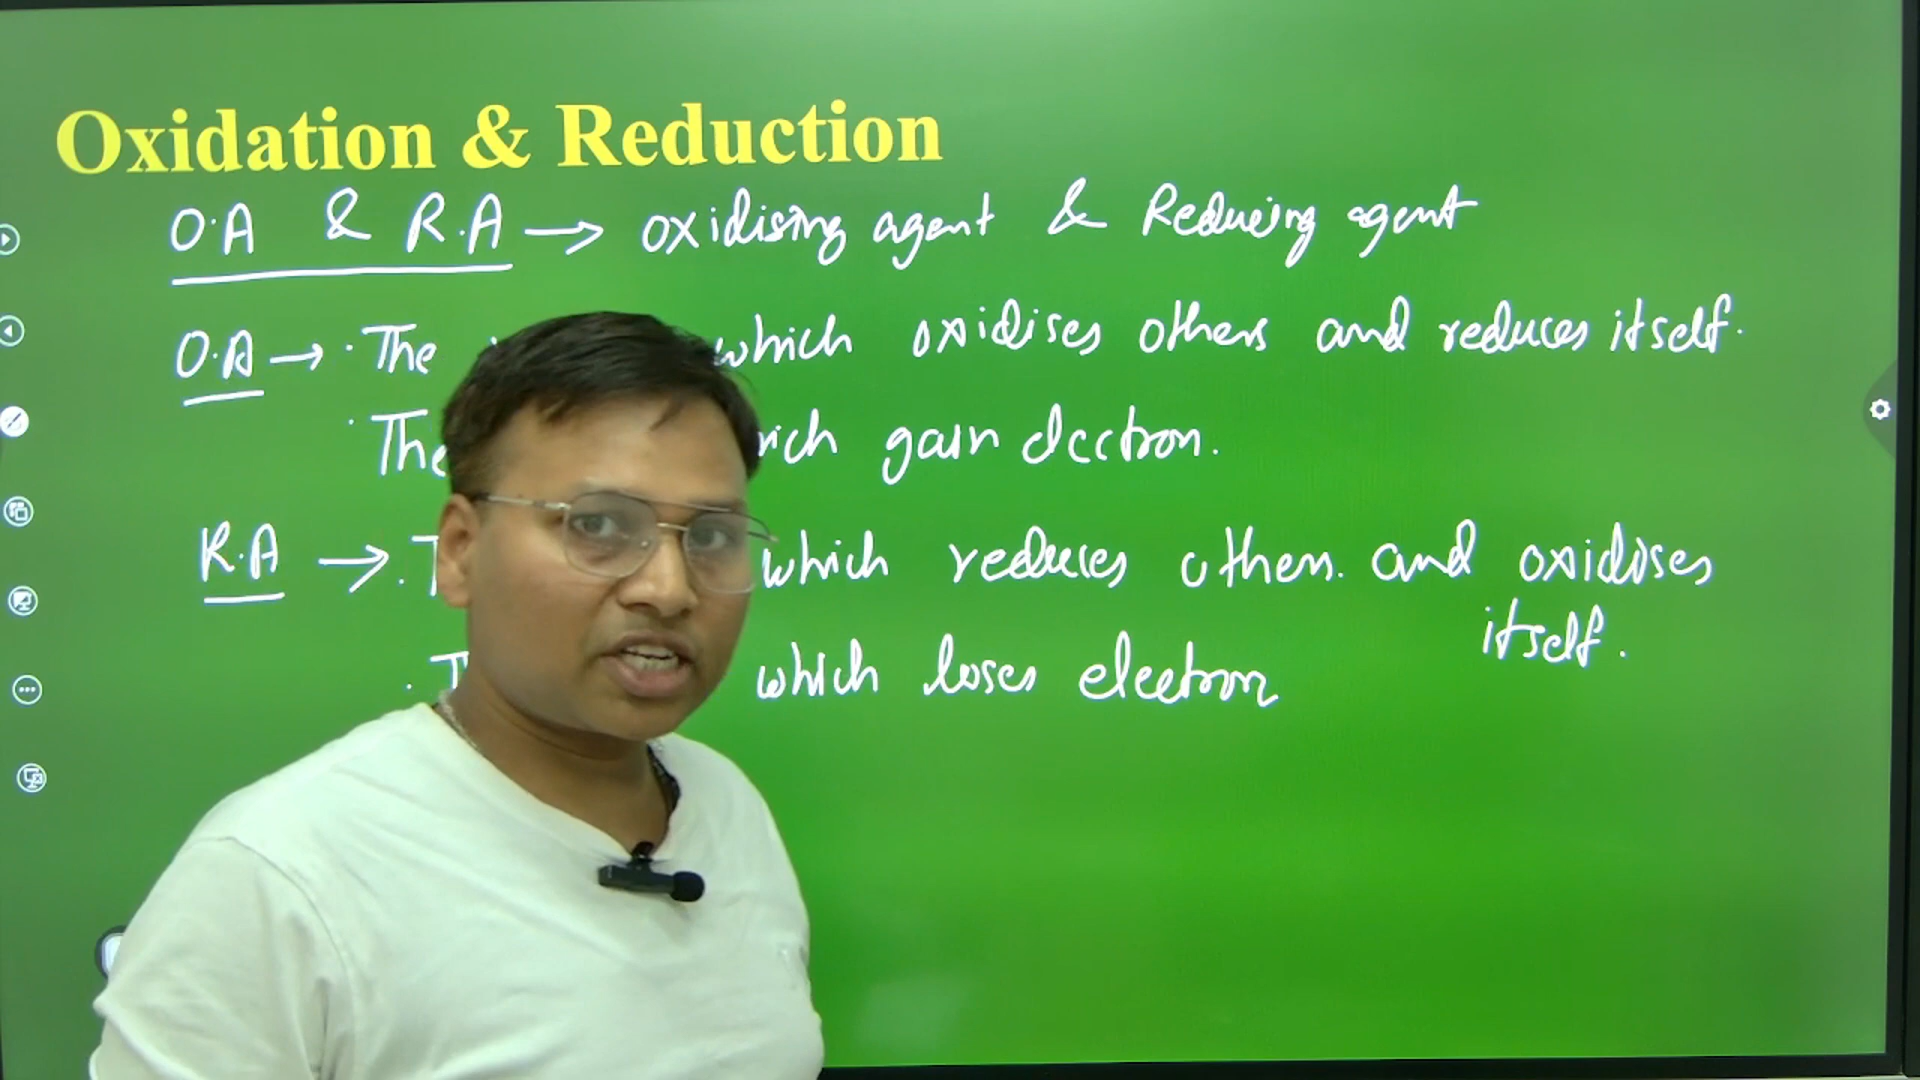 Oxidation & Reduction
O.A & R.A → oxidising agent & Reducing agent
O.A → · The which oxidises others and reduces itself.
· The gain electron.
R.A → · which reduces others. and oxidises
itself.
· which loses electron